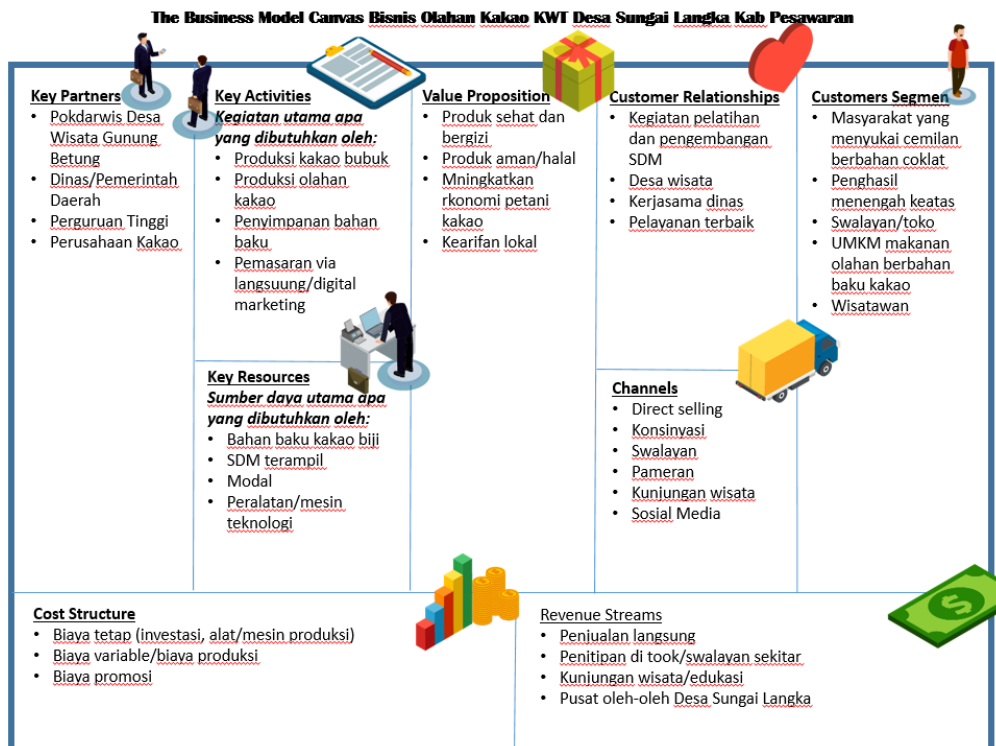 The Business Model Canvas Bisnis Olahan Kakao KWT Desa Sungai Langka Kab Pesawaran
Key Partners
• Pokdarwis Desa
Wisata Gunung
Betung
• Dinas/Pemerintah
Daerah
• Perguruan Tinggi
• Perusahaan Kakao
Key Activities
Kegiatan utama apa
yang dibutuhkan oleh:
• Produksi kakao bubuk
• Produksi olahan
kakao
• Penyimpanan bahan
baku
• Pemasaran via
langsuung/digital
marketing
Key Resources
Sumber daya utama apa
yang dibutuhkan oleh:
• Bahan baku kakao biji
• SDM terampil
• Modal
• Peralatan/mesin
teknologi
Value Proposition
• Produk sehat dan
bergizi
• Produk aman/halal
• Mningkatkan
rkonomi petani
kakao
• Kearifan lokal
Customer Relationships
• Kegiatan pelatihan
dan pengembangan
SDM
• Desa wisata
• Kerjasama dinas
• Pelayanan terbaik
Channels
• Direct selling
• Konsinyasi
• Swalayan
• Pameran
• Kunjungan wisata
• Sosial Media
Customers Segmen
• Masyarakat yang
menyukai cemilan
berbahan coklat
• Penghasil
menengah keatas
• Swalayan/toko
• UMKM makanan
olahan berbahan
baku kakao
• Wisatawan
Cost Structure
• Biaya tetap (investasi, alat/mesin produksi)
• Biaya variable/biaya produksi
• Biaya promosi
Revenue Streams
• Penjualan langsung
• Penitipan di took/swalayan sekitar
• Kunjungan wisata/edukasi
• Pusat oleh-oleh Desa Sungai Langka